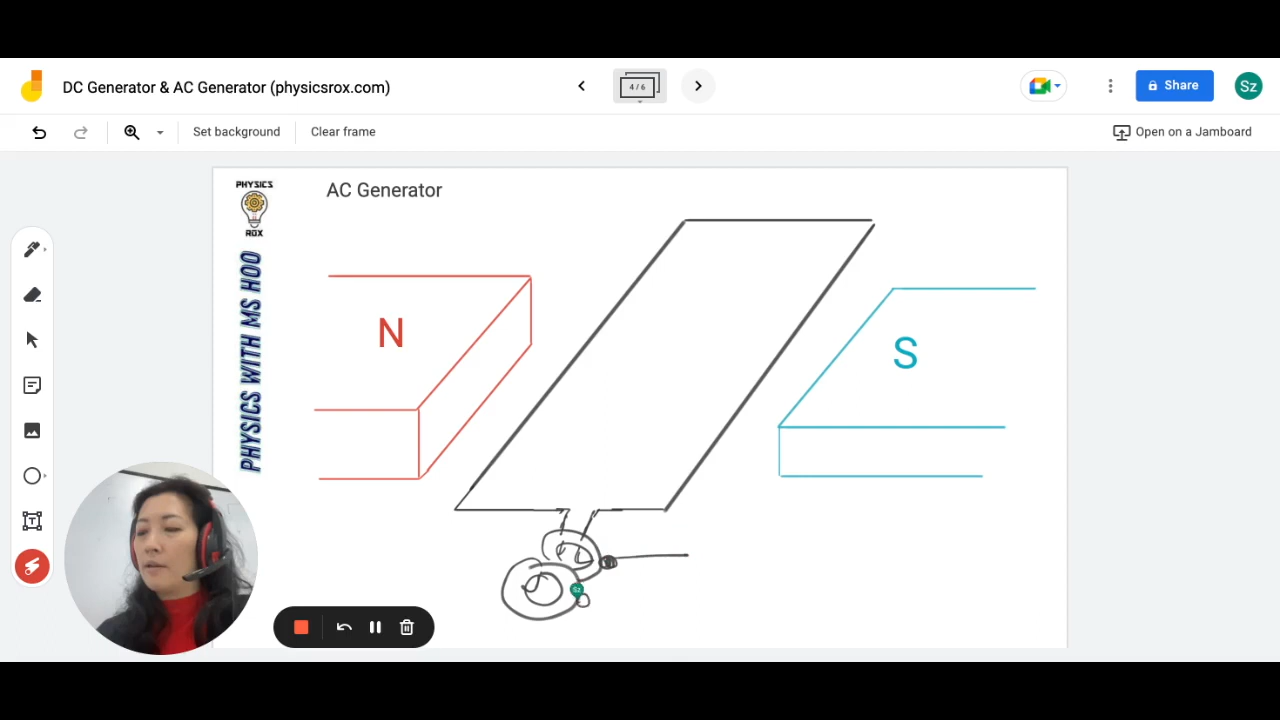 DC Generator & AC Generator (physicsrox.com)
4 / 6
Share
Sz
Set background
Clear frame
Open on a Jamboard
PHYSICS
ROX
PHYSICS WITH MS HOO
AC Generator
N
S
T
Sz